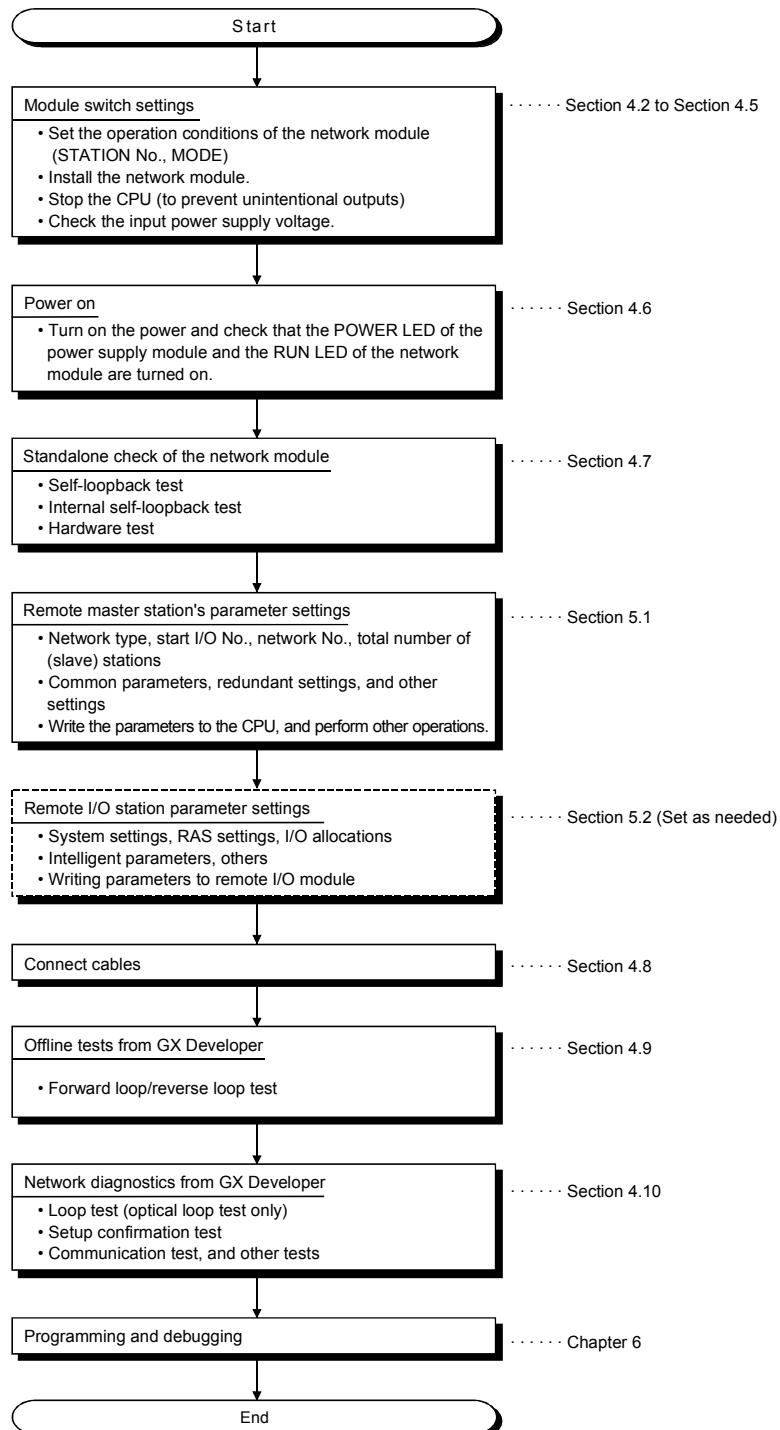 Start
Module switch settings
· · · · · · Section 4.2 to Section 4.5
• Set the operation conditions of the network module
(STATION No., MODE)
• Install the network module.
• Stop the CPU (to prevent unintentional outputs)
• Check the input power supply voltage.
Power on
· · · · · · Section 4.6
• Turn on the power and check that the POWER LED of the
power supply module and the RUN LED of the network
module are turned on.
Standalone check of the network module
· · · · · · Section 4.7
• Self-loopback test
• Internal self-loopback test
• Hardware test
Remote master station's parameter settings
· · · · · · Section 5.1
• Network type, start I/O No., network No., total number of
(slave) stations
• Common parameters, redundant settings, and other
settings
• Write the parameters to the CPU, and perform other operations.
Remote I/O station parameter settings
· · · · · · Section 5.2 (Set as needed)
• System settings, RAS settings, I/O allocations
• Intelligent parameters, others
• Writing parameters to remote I/O module
Connect cables
· · · · · · Section 4.8
Offline tests from GX Developer
· · · · · · Section 4.9
• Forward loop/reverse loop test
Network diagnostics from GX Developer
· · · · · · Section 4.10
• Loop test (optical loop test only)
• Setup confirmation test
• Communication test, and other tests
Programming and debugging
· · · · · · Chapter 6
End